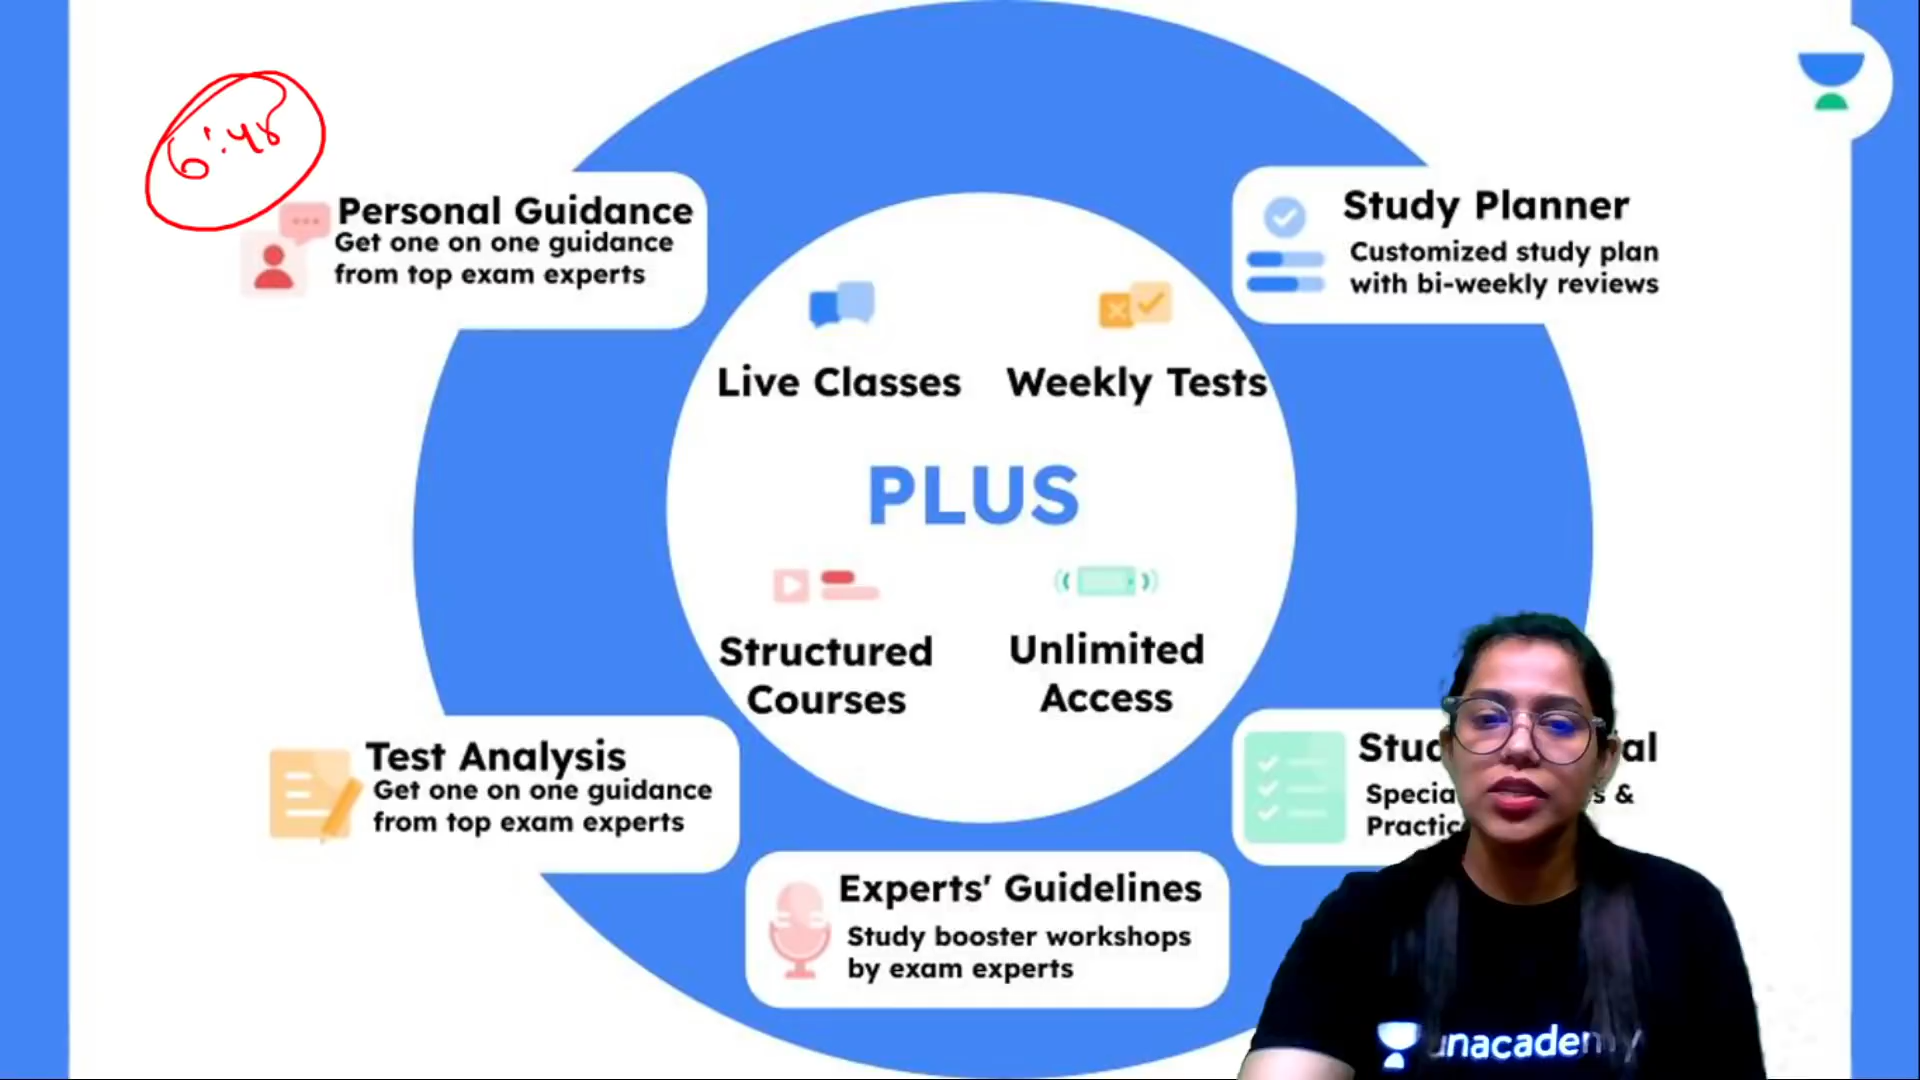 6:48
Personal Guidance
Get one on one guidance
from top exam experts
Study Planner
Customized study plan
with bi-weekly reviews
Live Classes
Weekly Tests
PLUS
Structured
Courses
Unlimited
Access
Test Analysis
Get one on one guidance
from top exam experts
Experts' Guidelines
Study booster workshops
by exam experts
&
unacademy